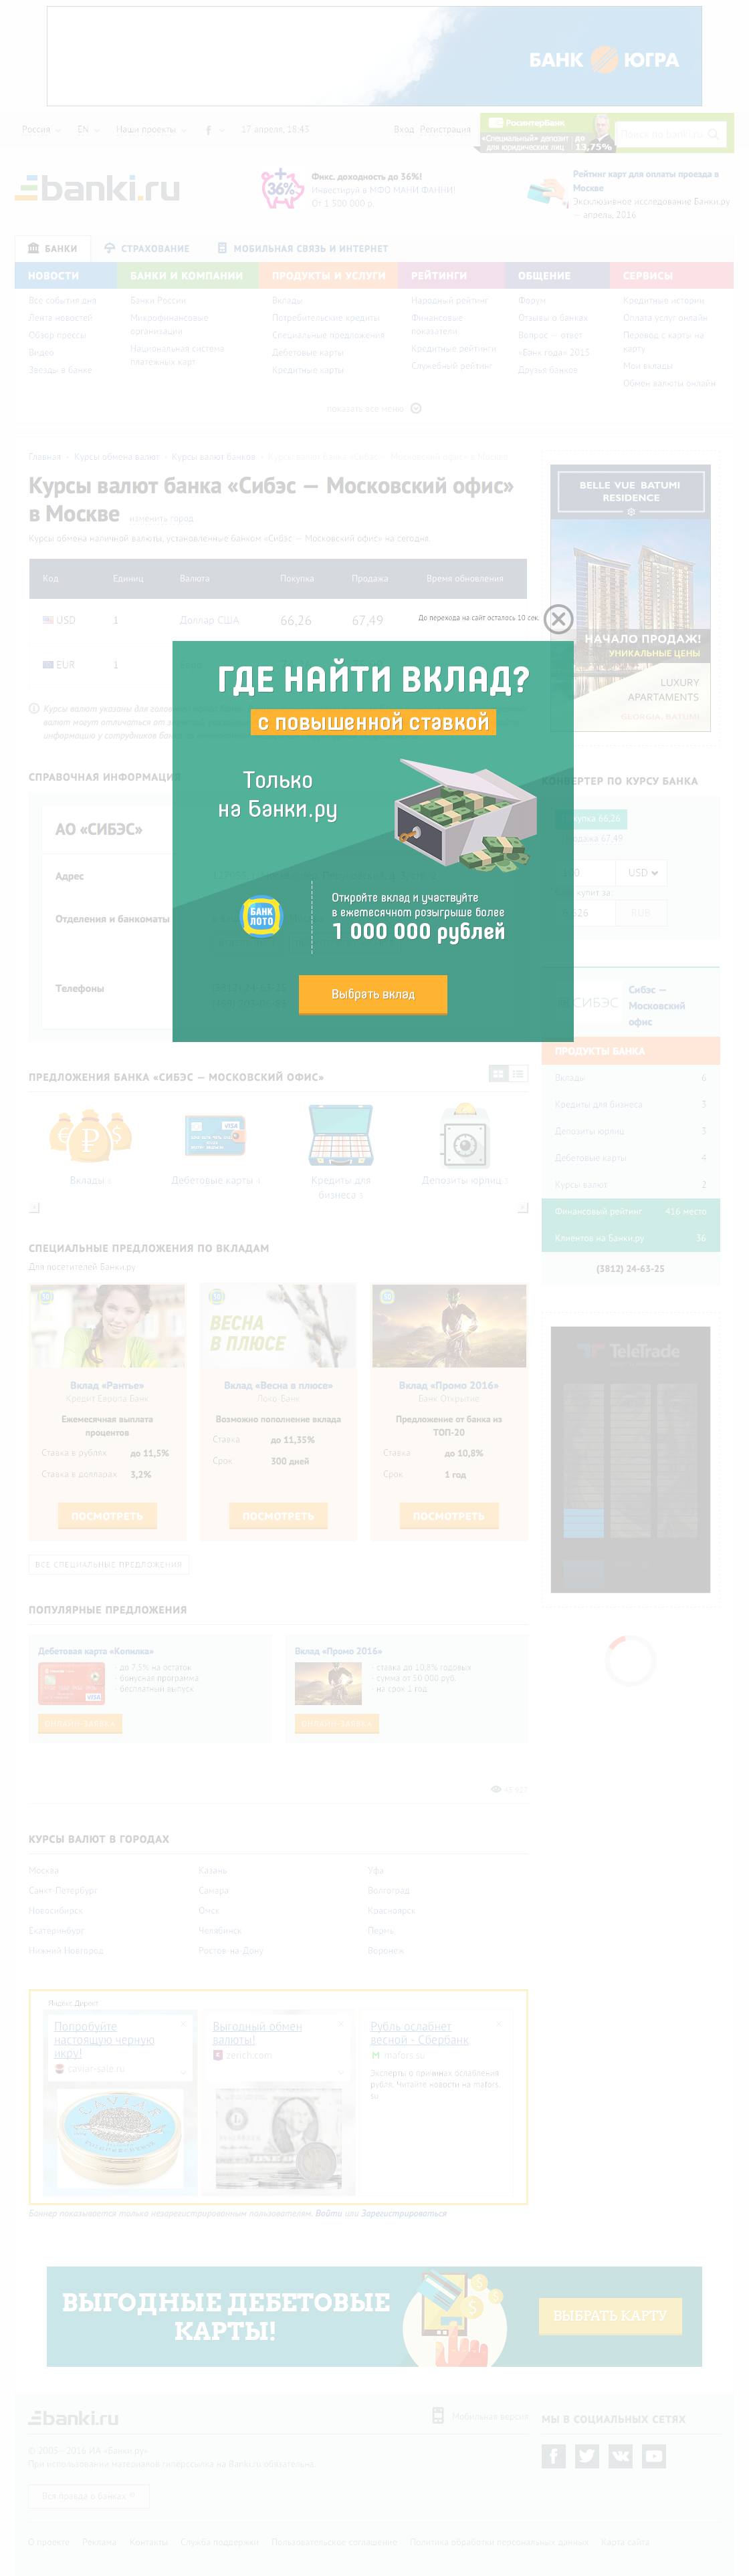 БАНК ЮГРА
Россия
EN
Наши проекты
17 апреля, 18:43
Вход Регистрация
РосинтерБанк
«Специальный» депозит для юридических лиц
до 13,75%
banki.ru
36%
Фикс. доходность до 36%!
Инвестируй в МФО МАНИ ФАННИ!
От 1 500 000 р.
Рейтинг карт для оплаты проезда в
Москве
Эксклюзивное исследование Банки.ру
— апрель, 2016
БАНКИ
СТРАХОВАНИЕ
МОБИЛЬНАЯ СВЯЗЬ И ИНТЕРНЕТ
НОВОСТИ
БАНКИ И КОМПАНИИ
ПРОДУКТЫ И УСЛУГИ
РЕЙТИНГИ
ОБЩЕНИЕ
СЕРВИСЫ
Все события дня
Лента новостей
Обзор прессы
Видео
Звезды в банке
Банки России
Микрофинансовые
организации
Национальная система
платежных карт
Вклады
Потребительские кредиты
Специальные предложения
Дебетовые карты
Кредитные карты
Народный рейтинг
Финансовые
показатели
Кредитные рейтинги
Служебный рейтинг
Форум
Отзывы о банках
Вопрос — ответ
«Банк года» 2015
Друзья банков
Кредитные истории
Оплата услуг онлайн
Перевод с карты на
карту
Мои вклады
Обмен валюты онлайн
показать все меню
Главная › Курсы обмена валют › Курсы валют банков › Курсы валют банка «Сибэс — Московский офис» в Москве
Курсы валют банка «Сибэс — Московский офис»
в Москве изменить город
Курсы обмена наличной валюты, установленные банком «Сибэс — Московский офис» на сегодня.
Код Единиц Валюта Покупка Продажа Время обновления
USD 1 Доллар США 66,26 67,49
EUR 1
До перехода на сайт осталось 10 сек.
ГДЕ НАЙТИ ВКЛАД?
с повышенной ставкой
Только
на Банки.ру
БАНК
ЛОТО
Откройте вклад и участвуйте
в ежемесячном розыгрыше более
1 000 000 рублей
Выбрать вклад
BELLE VUE BATUMI
RESIDENCE
НАЧАЛО ПРОДАЖ!
УНИКАЛЬНЫЕ ЦЕНЫ
LUXURY
APARTMENTS
GEORGIA, BATUMI
СПРАВОЧНАЯ ИНФОРМАЦИЯ
АО «СИБЭС»
Адрес
Отделения и банкоматы
Телефоны
КОНВЕРТЕР ПО КУРСУ БАНКА
66,26
67,49
USD
купит за
RUR
СИБЭС
Сибэс —
Московский
офис
ПРОДУКТЫ БАНКА
Вклады 6
Кредиты для бизнеса 3
Депозиты юрлиц 3
Дебетовые карты 4
Курсы валют 2
Финансовый рейтинг 416 место
Клиентов на Банки.ру 36
(3812) 24-63-25
ПРЕДЛОЖЕНИЯ БАНКА «СИБЭС — МОСКОВСКИЙ ОФИС»
Вклады
Дебетовые карты
Кредиты для
бизнеса
Депозиты юрлиц
СПЕЦИАЛЬНЫЕ ПРЕДЛОЖЕНИЯ ПО ВКЛАДАМ
Для посетителей Банки.ру
Вклад «Рантье»
Кредит Европа Банк
Ежемесячная выплата
процентов
Ставка в рублях до 11,5%
Ставка в долларах 3,2%
ПОСМОТРЕТЬ
ВЕСНА
В ПЛЮСЕ
Вклад «Весна в плюсе»
Локо-Банк
Возможно пополнение вклада
Ставка до 11,35%
Срок 300 дней
ПОСМОТРЕТЬ
Вклад «Промо 2016»
Банк Открытие
Предложение от банка из
ТОП-20
Ставка до 10,8%
Срок 1 год
ПОСМОТРЕТЬ
ВСЕ СПЕЦИАЛЬНЫЕ ПРЕДЛОЖЕНИЯ
TeleTrade
ПОПУЛЯРНЫЕ ПРЕДЛОЖЕНИЯ
Дебетовая карта «Копилка»
- до 7,5% на остаток
- бонусная программа
- бесплатный выпуск
ОНЛАЙН-ЗАЯВКА
Вклад «Промо 2016»
- ставка до 10,8% годовых
- сумма от 50 000 руб.
- на срок 1 год
ОНЛАЙН-ЗАЯВКА
КУРСЫ ВАЛЮТ В ГОРОДАХ
Москва Казань Уфа
Санкт-Петербург Самара Волгоград
Новосибирск Омск Красноярск
Екатеринбург Челябинск Пермь
Нижний Новгород Ростов-на-Дону Воронеж
Яндекс.Директ
Попробуйте
настоящую черную
икру!
caviar-sale.ru
CAVIAR
Выгодный обмен
валюты!
zerich.com
Рубль ослабнет
весной - Сбербанк
mafors.su
Эксперты о причинах ослабления
рубля. Читайте новости на mafors.
su
Баннер показывается только незарегистрированным пользователям. Войти или Зарегистрироваться
ВЫГОДНЫЕ ДЕБЕТОВЫЕ
КАРТЫ!
ВЫБРАТЬ КАРТУ
banki.ru
Мобильная версия
МЫ В СОЦИАЛЬНЫХ СЕТЯХ
© 2005 - 2016 ИА «Банки.ру»
При использовании материалов гиперссылка на Banki.ru обязательна
Вся правда о банках
О проекте Реклама Контакты Служба поддержки Пользовательское соглашение Политика обработки персональных данных Карта сайта